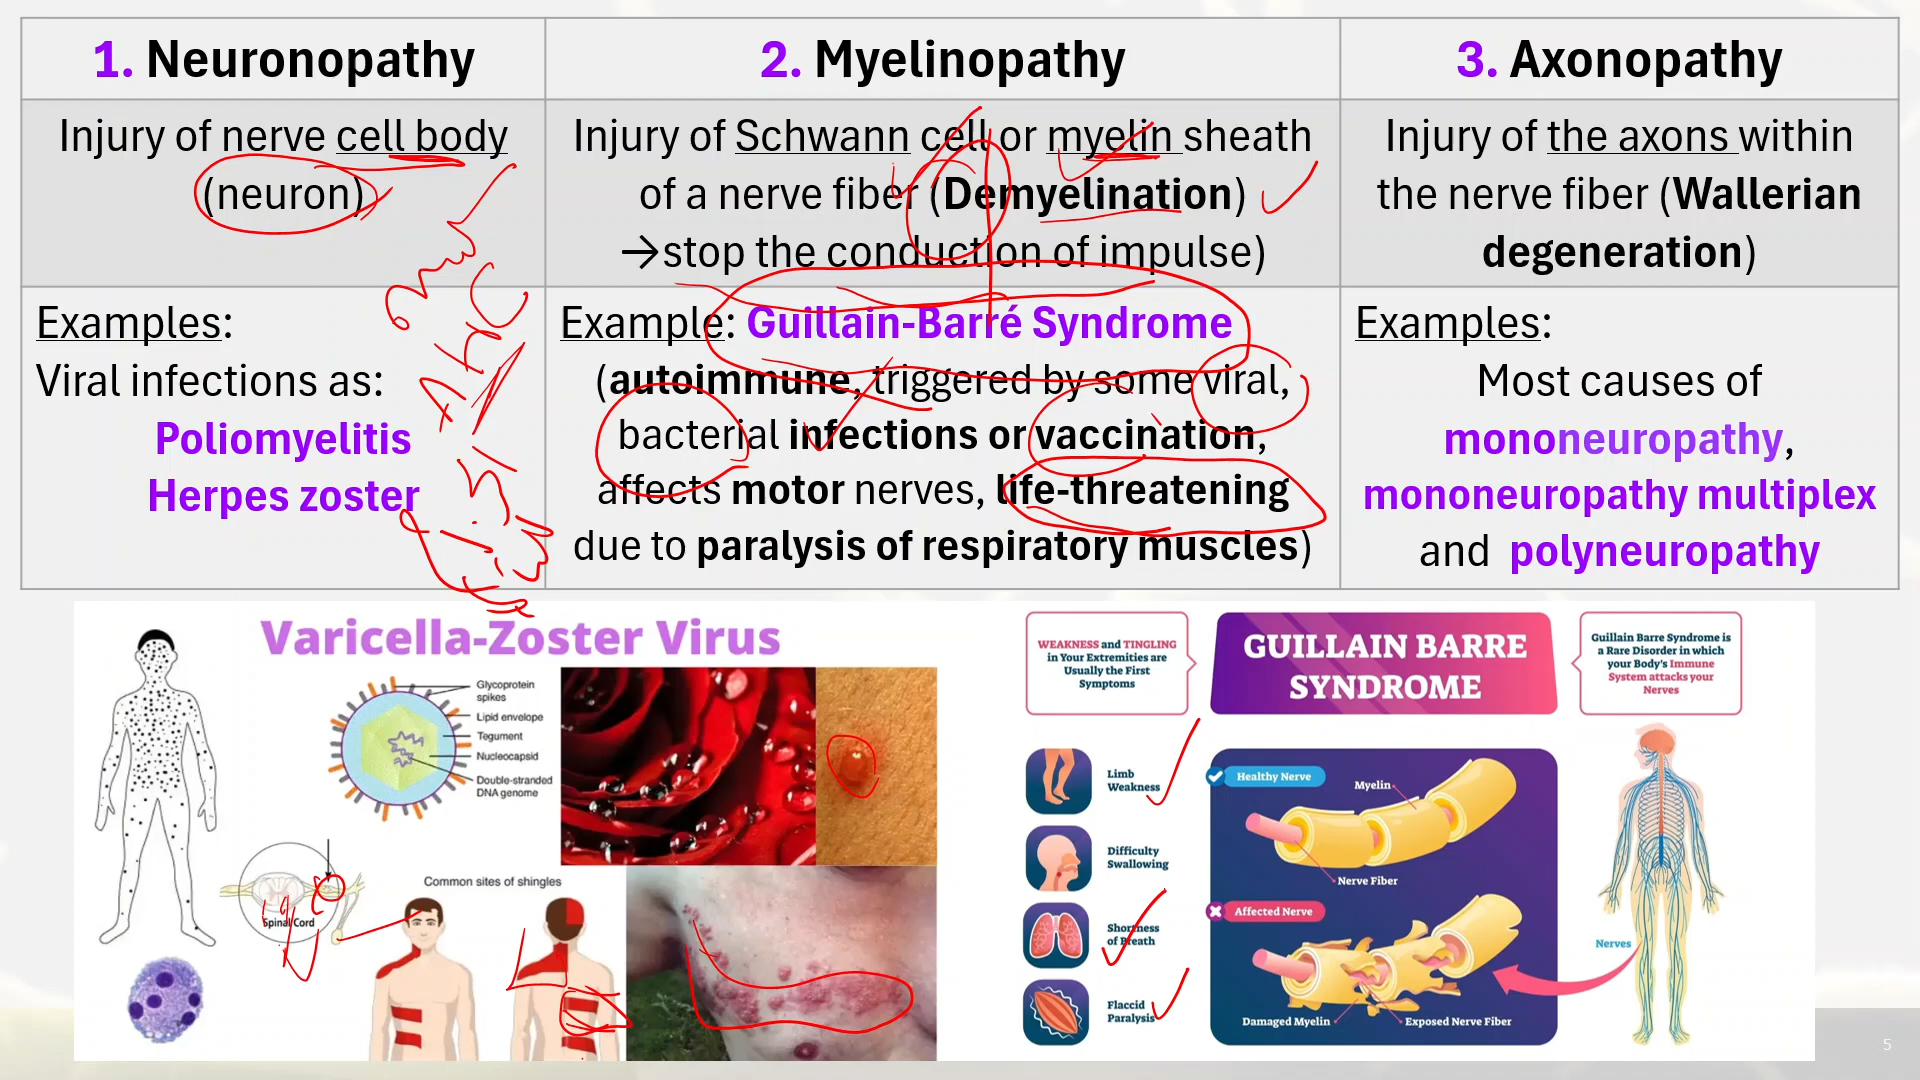 1. Neuronopathy
2. Myelinopathy
3. Axonopathy
Injury of nerve cell body
(neuron)
Injury of Schwann cell or myelin sheath
of a nerve fiber (Demyelination)
→stop the conduction of impulse)
Injury of the axons within
the nerve fiber (Wallerian
degeneration)
Examples:
Viral infections as:
Poliomyelitis
Herpes zoster
Example: Guillain-Barré Syndrome
(autoimmune, triggered by some viral,
bacterial infections or vaccination,
affects motor nerves, life-threatening
due to paralysis of respiratory muscles)
Examples:
Most causes of
mononeuropathy,
mononeuropathy multiplex
and polyneuropathy
AHC
Varicella-Zoster Virus
Glycoprotein
spikes
Lipid envelope
Tegument
Nucleocapsid
Double-stranded
DNA genome
Spinal Cord
Common sites of shingles
WEAKNESS and TINGLING
in Your Extremities are
Usually the First
Symptoms
GUILLAIN BARRE
SYNDROME
Guillain Barre Syndrome is
a Rare Disorder in which
your Body's Immune
System attacks your
Nerves
Limb
Weakness
Difficulty
Swallowing
Shortness
of Breath
Flaccid
Paralysis
Healthy Nerve
Myelin
Nerve Fiber
Affected Nerve
Damaged Myelin
Exposed Nerve Fiber
Nerves
5